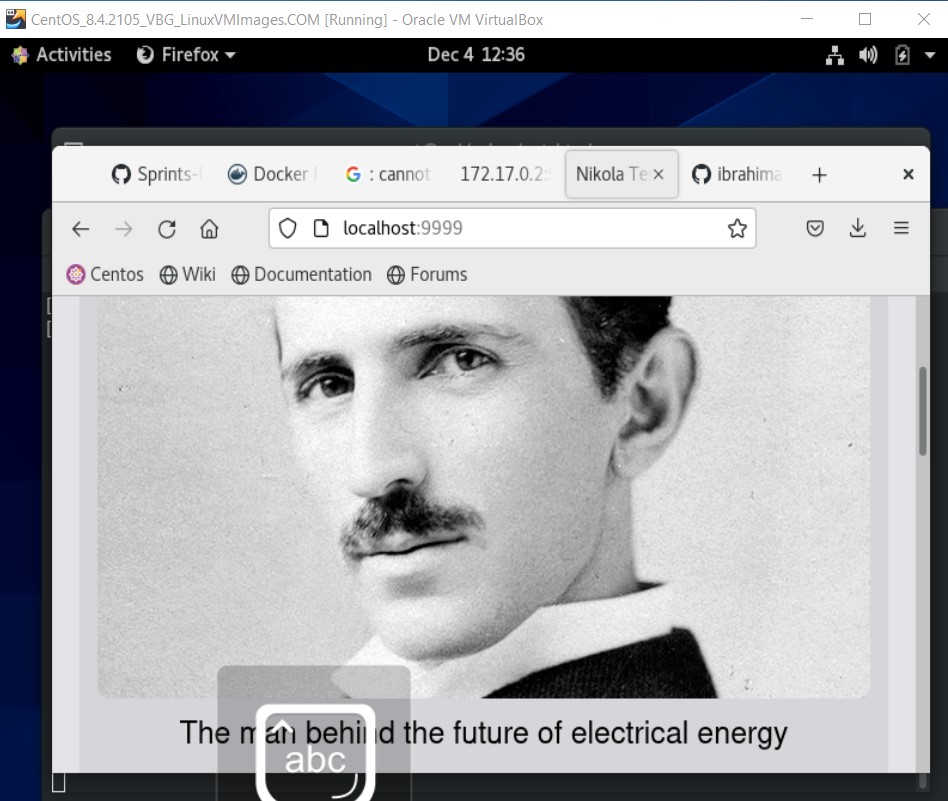 CentOS_8.4.2105_VBG_LinuxVMImages.COM [Running] - Oracle VM VirtualBox
Activities Firefox Dec 4 12:36
Sprints- Docker : cannot 172.17.0.2: Nikola Te ibrahima
localhost:9999
Centos Wiki Documentation Forums
[
[
The man behind the future of electrical energy
abc